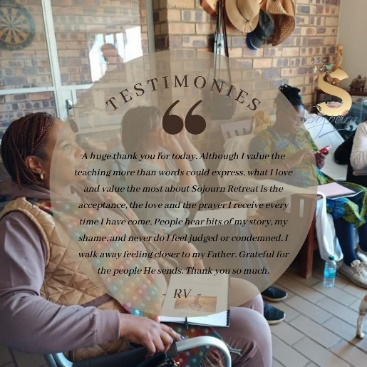 TESTIMONIES
“
A huge thank you for today. Although I value the
teaching more than words could express, what I love
and value the most about Sojourn Retreat is the
acceptance, the love and the prayer I receive every
time I have come. People hear bits of my story, my
shame, and never do I feel judged or condemned. I
walk away feeling closer to my Father. Grateful for
the people He sends. Thank you so much.
- RV -
S